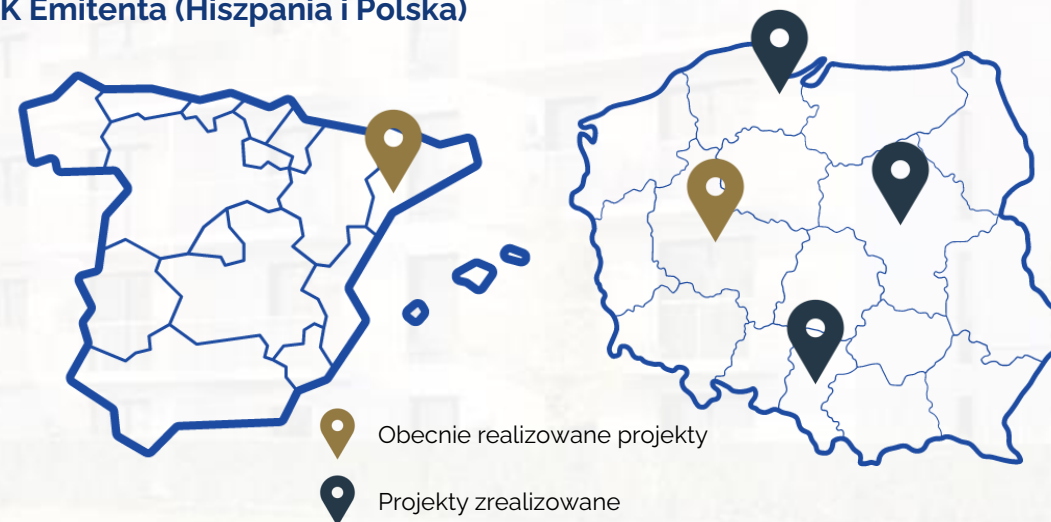 K Emitenta (Hiszpania i Polska)
Obecnie realizowane projekty
Projekty zrealizowane